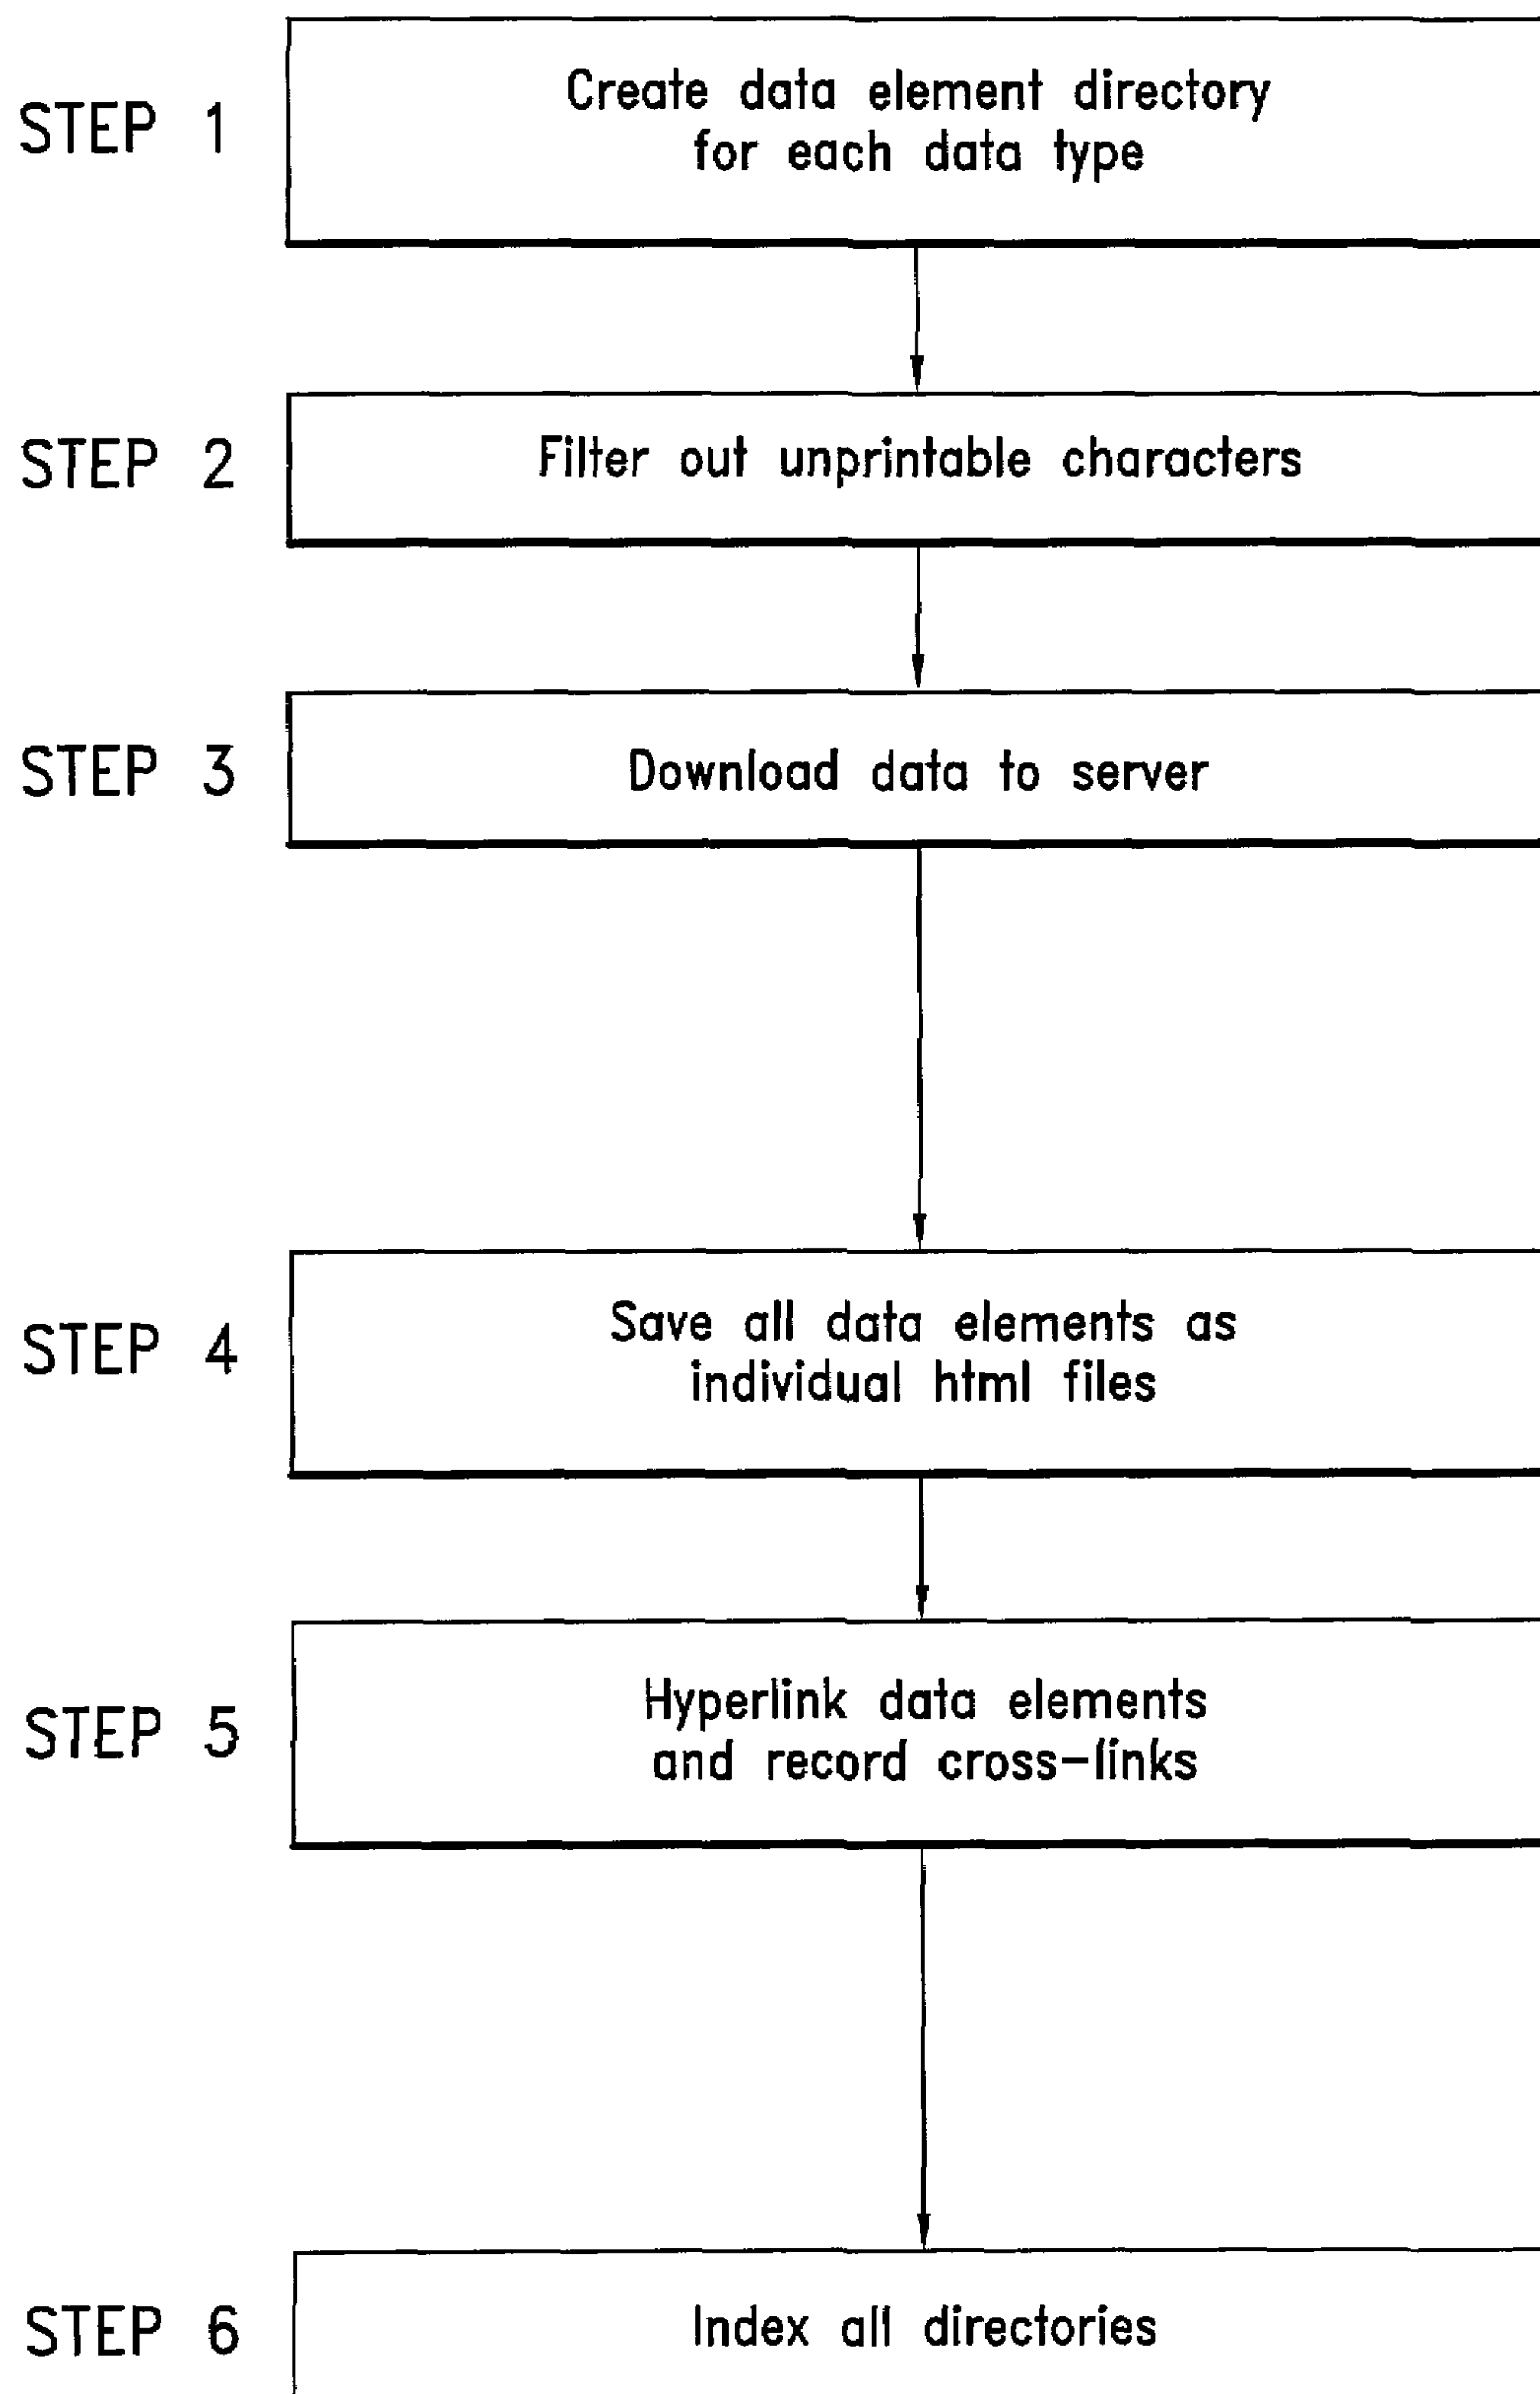 STEP 1
Create data element directory
for each data type
STEP 2
Filter out unprintable characters
STEP 3
Download data to server
STEP 4
Save all data elements as
individual html files
STEP 5
Hyperlink data elements
and record cross-links
STEP 6
Index all directories